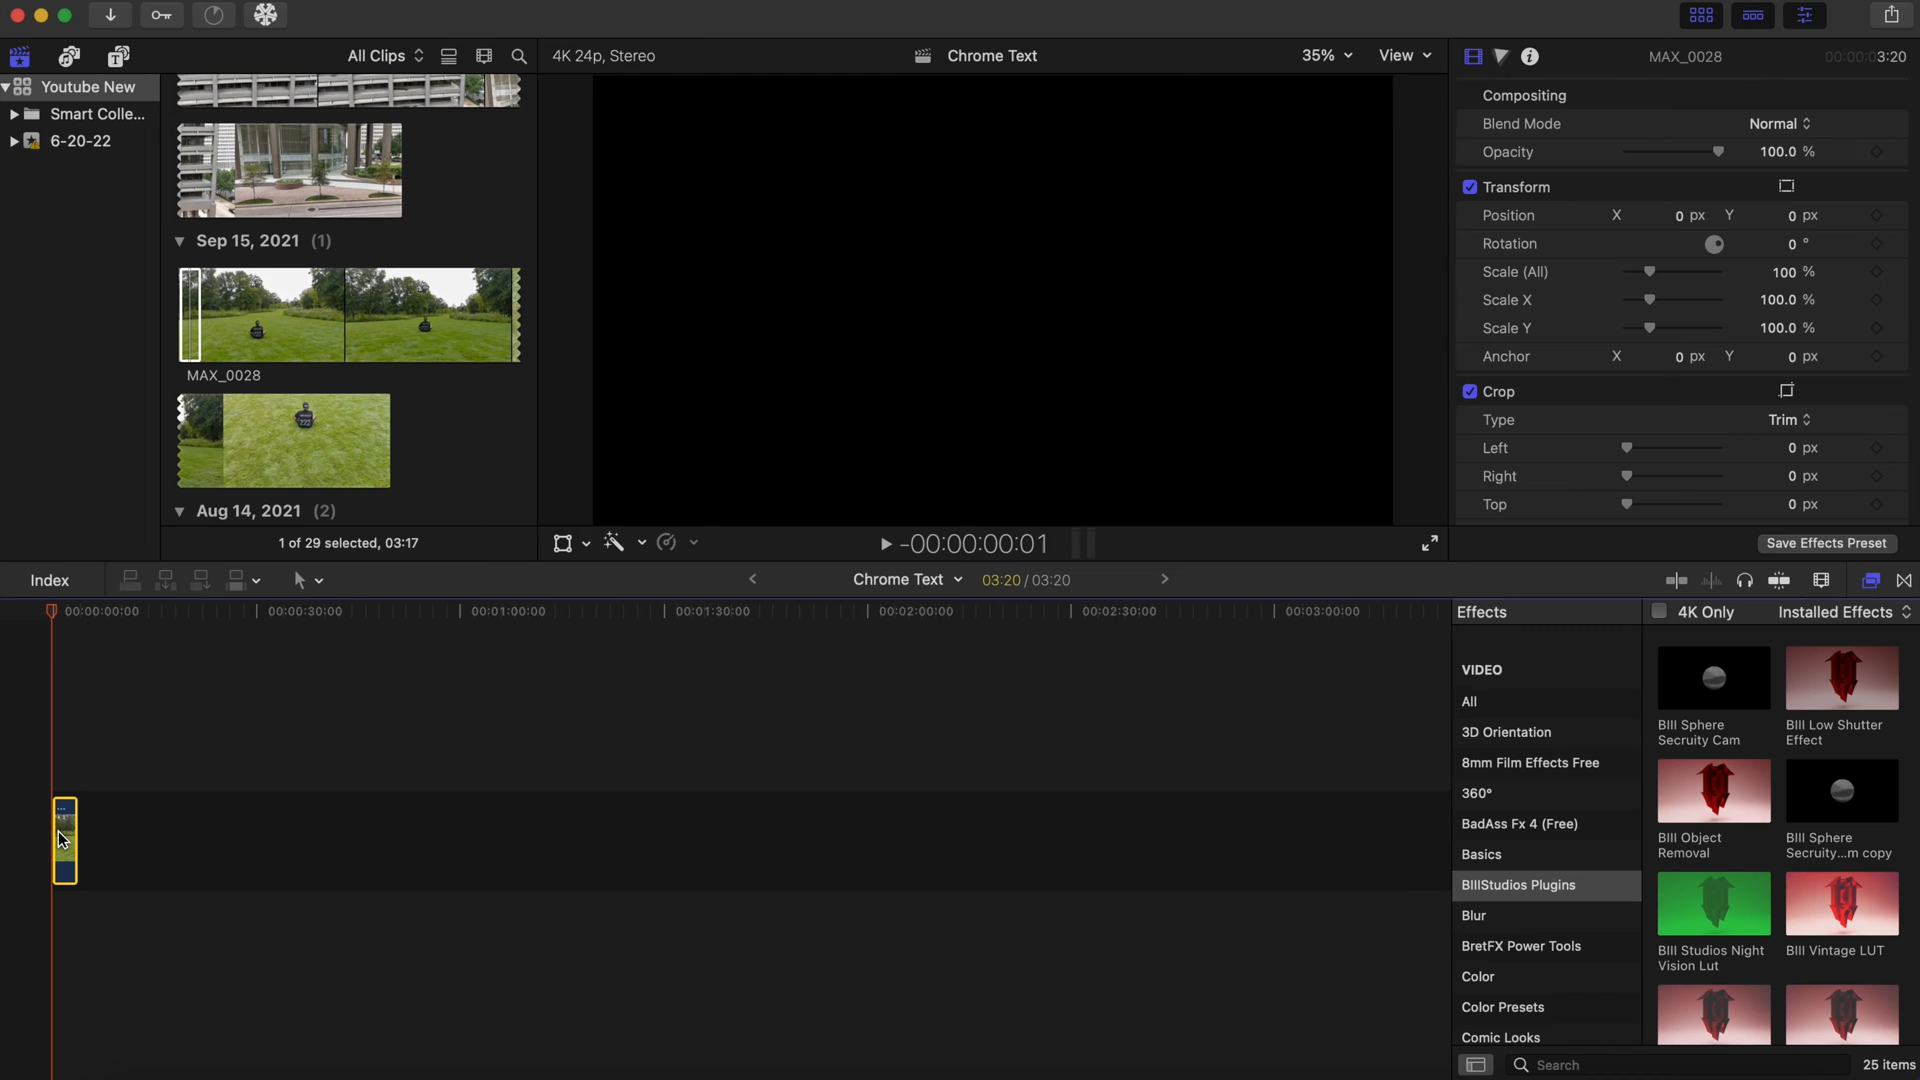 All Clips
4K 24p, Stereo
Chrome Text
35%
View
MAX_0028
00:00:03:20
Youtube New
Smart Colle...
6-20-22
Sep 15, 2021 (1)
MAX_0028
Aug 14, 2021 (2)
1 of 29 selected, 03:17
-00:00:00:01
Compositing
Blend Mode Normal
Opacity 100.0 %
Transform
Position X 0 px Y 0 px
Rotation 0 °
Scale (All) 100 %
Scale X 100.0 %
Scale Y 100.0 %
Anchor X 0 px Y 0 px
Crop
Type Trim
Left 0 px
Right 0 px
Top 0 px
Save Effects Preset
Index
Chrome Text
03:20 / 03:20
00:00:00:00 00:00:30:00 00:01:00:00 00:01:30:00 00:02:00:00 00:02:30:00 00:03:00:00
Effects
4K Only
Installed Effects
VIDEO
All
3D Orientation
8mm Film Effects Free
360°
BadAss Fx 4 (Free)
Basics
BIIIStudios Plugins
Blur
BretFX Power Tools
Color
Color Presets
Comic Looks
BIII Sphere
Secruity Cam
BIII Low Shutter
Effect
BIII Object
Removal
BIII Sphere
Secruity...m copy
BIII Studios Night
Vision Lut
BIII Vintage LUT
Search
25 items